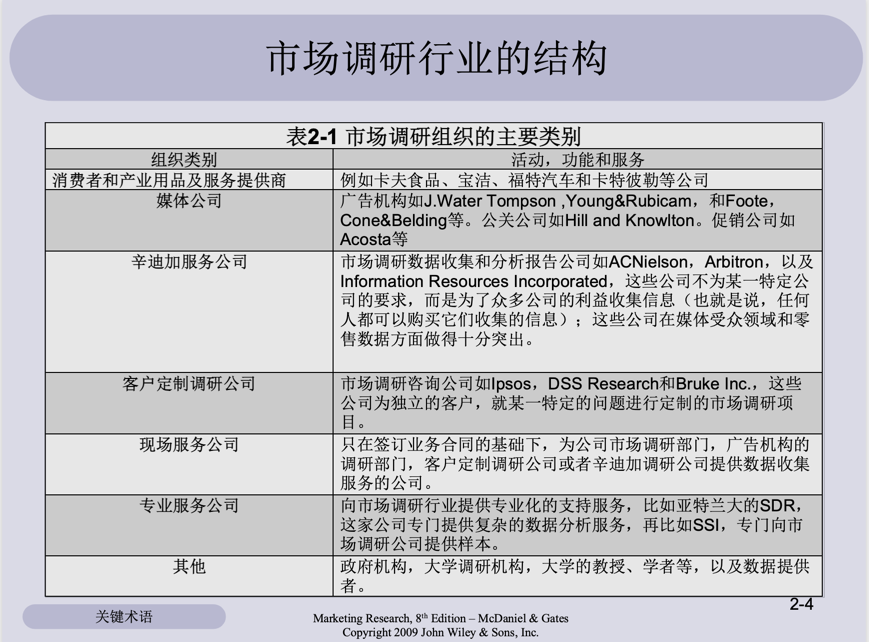 市场调研行业的结构
表2-1 市场调研组织的主要类别
组织类别
活动，功能和服务
消费者和产业用品及服务提供商
例如卡夫食品、宝洁、福特汽车和卡特彼勒等公司
媒体公司
广告机构如J.Water Tompson ,Young&Rubicam，和Foote，
Cone&Belding等。公关公司如Hill and Knowlton。促销公司如
Acosta等
辛迪加服务公司
市场调研数据收集和分析报告公司如ACNielson，Arbitron，以及
Information Resources Incorporated，这些公司不为某一特定公
司的要求，而是为了众多公司的利益收集信息（也就是说，任何
人都可以购买它们收集的信息）；这些公司在媒体受众领域和零
售数据方面做得十分突出。
客户定制调研公司
市场调研咨询公司如Ipsos，DSS Research和Bruke Inc.，这些
公司为独立的客户，就某一特定的问题进行定制的市场调研项
目。
现场服务公司
只在签订业务合同的基础下，为公司市场调研部门，广告机构的
调研部门，客户定制调研公司或者辛迪加调研公司提供数据收集
服务的公司。
专业服务公司
向市场调研行业提供专业化的支持服务，比如亚特兰大的SDR，
这家公司专门提供复杂的数据分析服务，再比如SSI，专门向市
场调研公司提供样本。
其他
政府机构，大学调研机构，大学的教授、学者等，以及数据提供
者。
2-4
关键术语
Marketing Research, 8th Edition – McDaniel & Gates
Copyright 2009 John Wiley & Sons, Inc.